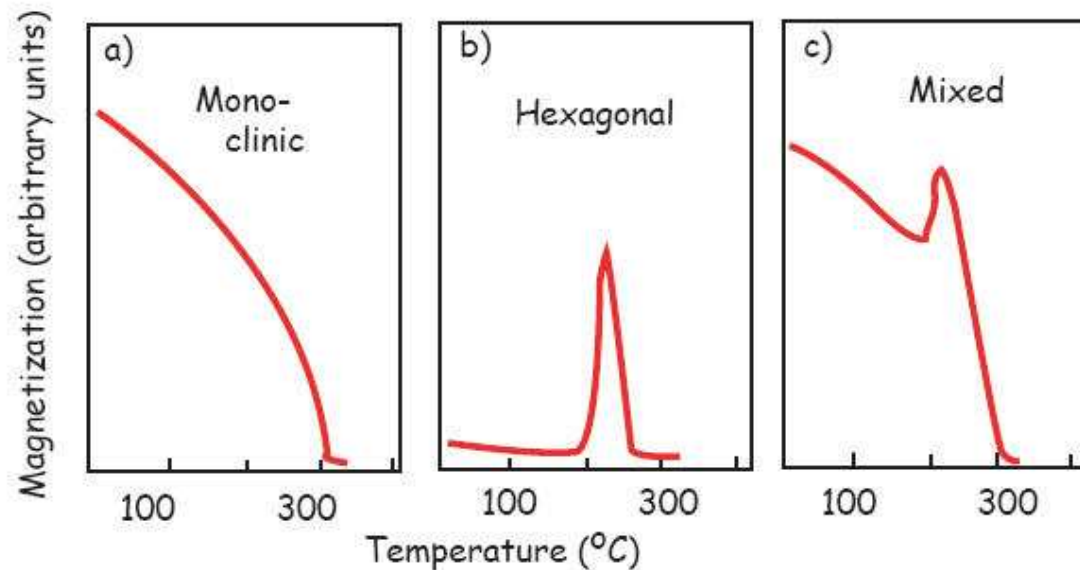 Magnetization (arbitrary units)
a)
Mono-
clinic
b)
Hexagonal
c)
Mixed
100
300
100
300
100
300
Temperature (°C)